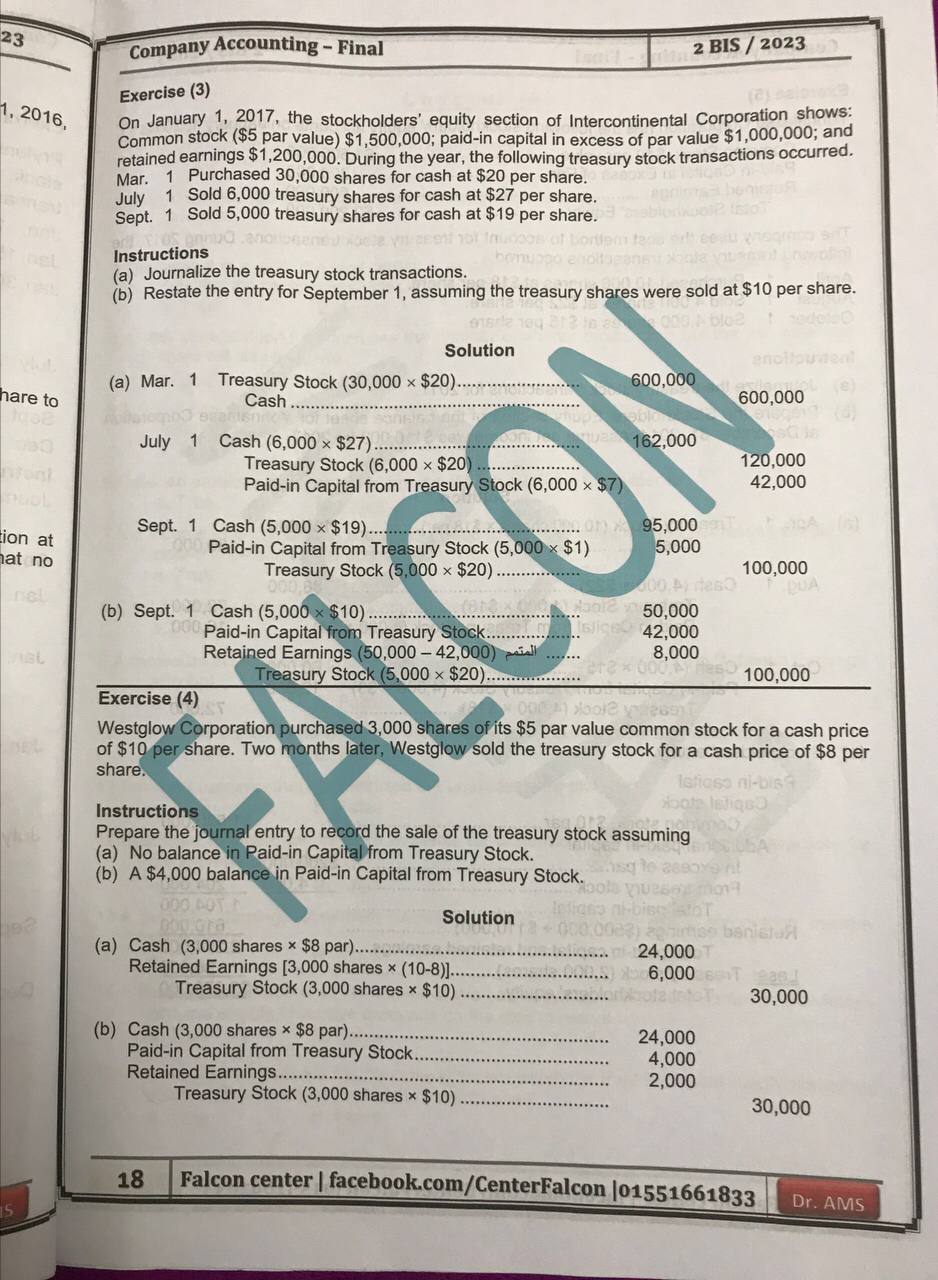 23
1, 2016,
hare to
tion at
hat no
Company Accounting – Final
2 BIS / 2023
Exercise (3)
On January 1, 2017, the stockholders' equity section of Intercontinental Corporation shows:
Common stock ($5 par value) $1,500,000; paid-in capital in excess of par value $1,000,000; and
retained earnings $1,200,000. During the year, the following treasury stock transactions occurred.
Mar. 1 Purchased 30,000 shares for cash at $20 per share.
July 1 Sold 6,000 treasury shares for cash at $27 per share.
Sept. 1 Sold 5,000 treasury shares for cash at $19 per share.
Instructions
(a) Journalize the treasury stock transactions.
(b) Restate the entry for September 1, assuming the treasury shares were sold at $10 per share.
Solution
(a) Mar. 1 Treasury Stock (30,000 × $20)........................ 600,000
Cash ........................ 600,000
July 1 Cash (6,000 × $27)........................ 162,000
Treasury Stock (6,000 × $20) .................... 120,000
Paid-in Capital from Treasury Stock (6,000 × $7) 42,000
Sept. 1 Cash (5,000 × $19)........................ 95,000
Paid-in Capital from Treasury Stock (5,000 × $1) 5,000
Treasury Stock (5,000 × $20) ................ 100,000
(b) Sept. 1 Cash (5,000 × $10)........................ 50,000
Paid-in Capital from Treasury Stock.................. 42,000
Retained Earnings (50,000 – 42,000) المتمم ....... 8,000
Treasury Stock (5,000 × $20).................. 100,000
FALCON
Exercise (4)
Westglow Corporation purchased 3,000 shares of its $5 par value common stock for a cash price
of $10 per share. Two months later, Westglow sold the treasury stock for a cash price of $8 per
share.
Instructions
Prepare the journal entry to record the sale of the treasury stock assuming
(a) No balance in Paid-in Capital from Treasury Stock.
(b) A $4,000 balance in Paid-in Capital from Treasury Stock.
Solution
(a) Cash (3,000 shares × $8 par)........................ 24,000
Retained Earnings [3,000 shares × (10-8)]........................ 6,000
Treasury Stock (3,000 shares × $10) ........................ 30,000
(b) Cash (3,000 shares × $8 par)........................ 24,000
Paid-in Capital from Treasury Stock........................ 4,000
Retained Earnings........................ 2,000
Treasury Stock (3,000 shares × $10) ........................ 30,000
18 Falcon center | facebook.com/CenterFalcon |01551661833 Dr. AMS